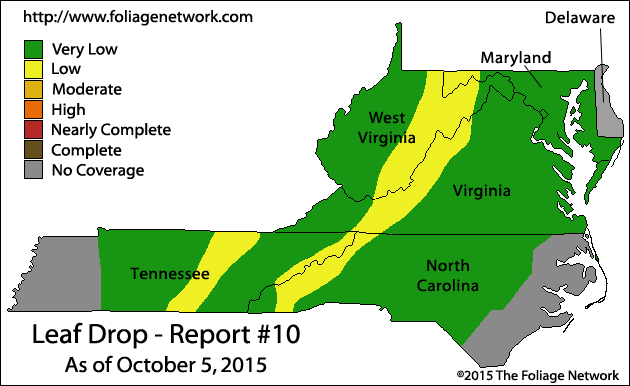 http://www.foliagenetwork.com
Delaware
Very Low
Low
Moderate
High
Nearly Complete
Complete
No Coverage
Maryland
West
Virginia
Virginia
Tennessee
North
Carolina
Leaf Drop - Report #10
As of October 5, 2015
©2015 The Foliage Network